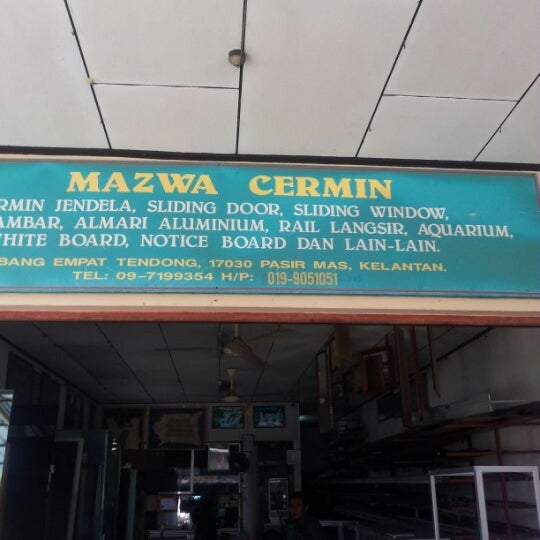 MAZWA CERMIN
RMIN JENDELA, SLIDING DOOR, SLIDING WINDOW,
AMBAR, ALMARI ALUMINIUM, RAIL LANGSIR, AQUARIUM,
HITE BOARD, NOTICE BOARD DAN LAIN-LAIN.
BANG EMPAT TENDONG, 17030 PASIR MAS, KELANTAN.
TEL: 09-7199354 H/P: 019-9051051